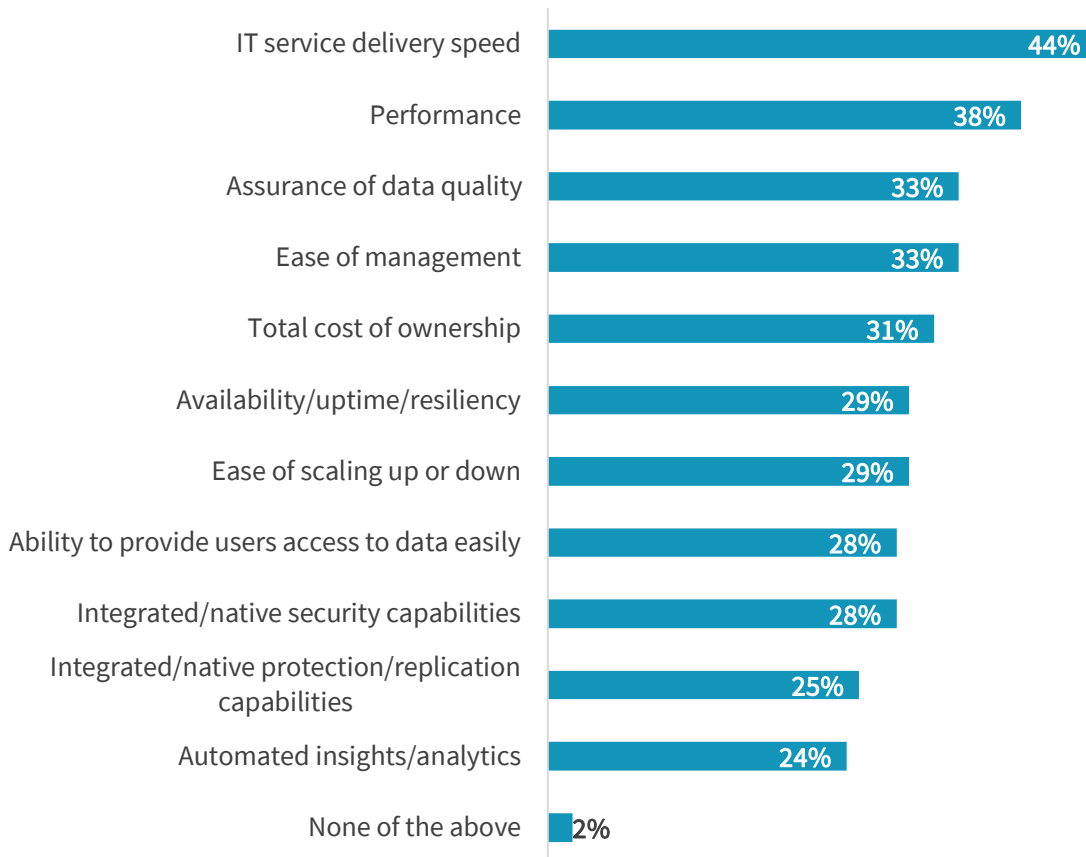 IT service delivery speed 44%
Performance 38%
Assurance of data quality 33%
Ease of management 33%
Total cost of ownership 31%
Availability/uptime/resiliency 29%
Ease of scaling up or down 29%
Ability to provide users access to data easily 28%
Integrated/native security capabilities 28%
Integrated/native protection/replication
capabilities 25%
Automated insights/analytics 24%
None of the above 2%